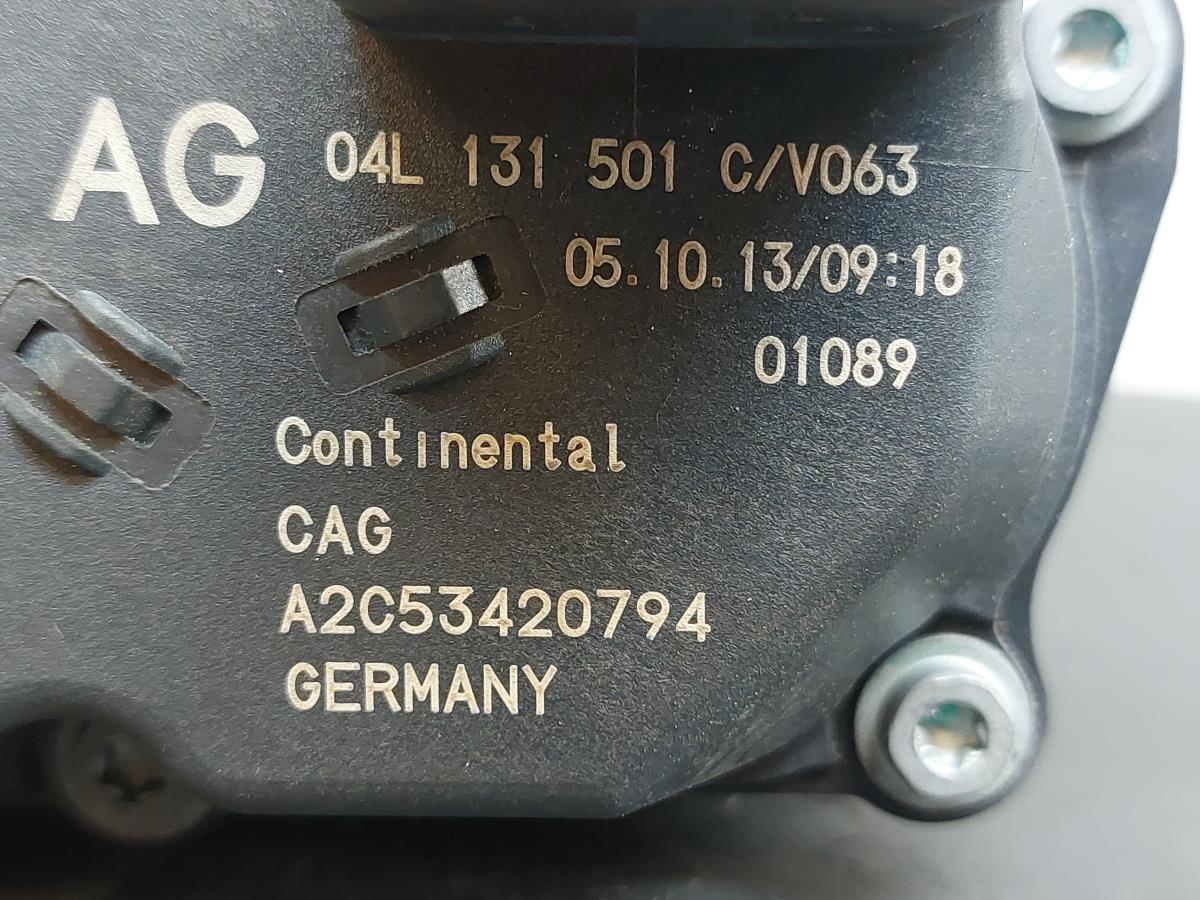 AG 04L 131 501 C/V063
05.10.13/09:18
01089
Continental
CAG
A2C53420794
GERMANY